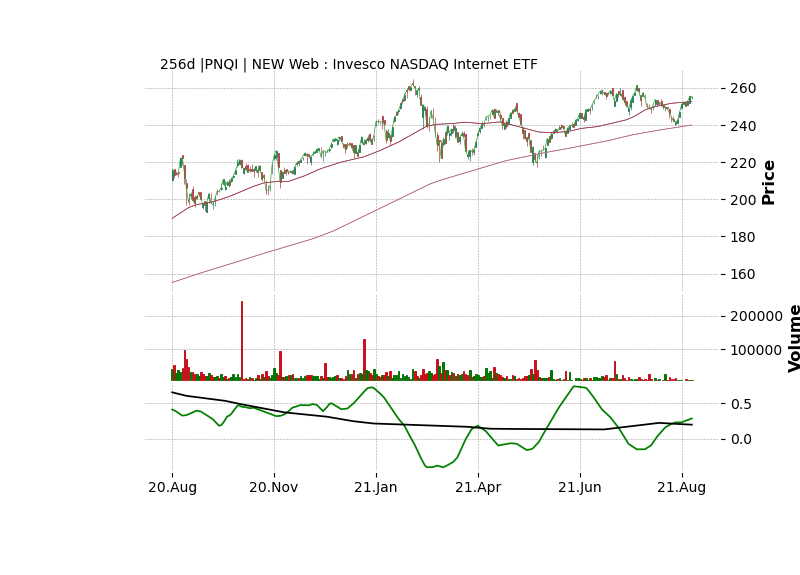 256d |PNQI | NEW Web : Invesco NASDAQ Internet ETF
260
240
220
200
180
160
Price
200000
100000
Volume
0.5
0.0
20.Aug 20.Nov 21.Jan 21.Apr 21.Jun 21.Aug